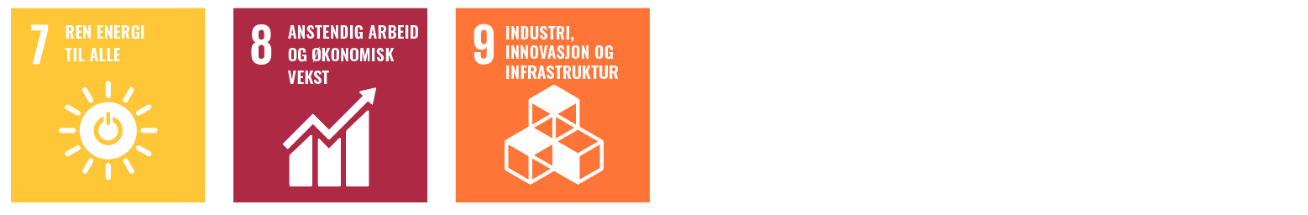 7
REN ENERGI
TIL ALLE
8
ANSTENDIG ARBEID
OG ØKONOMISK
VEKST
9
INDUSTRI,
INNOVASJON OG
INFRASTRUKTUR